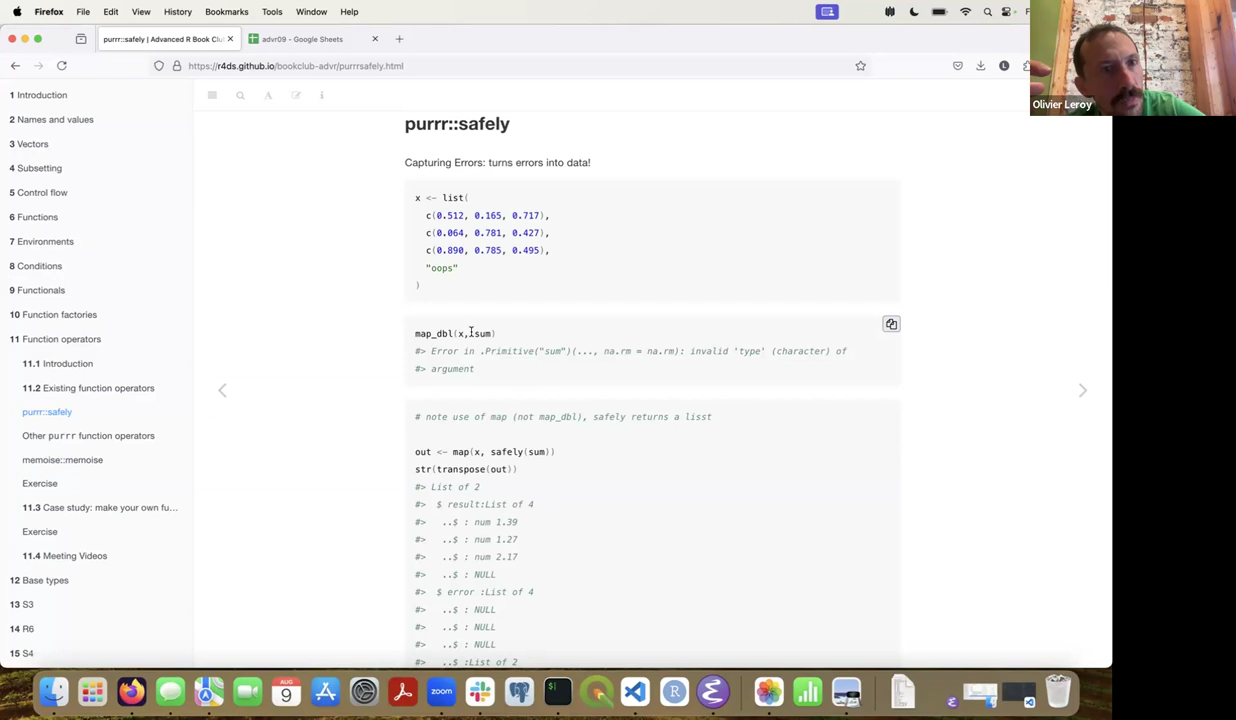 Firefox File Edit View History Bookmarks Tools Window Help
purrr::safely | Advanced R Book Clu
advr09 - Google Sheets
https://r4ds.github.io/bookclub-advr/purrrsafely.html
Olivier Leroy
1 Introduction
2 Names and values
3 Vectors
4 Subsetting
5 Control flow
6 Functions
7 Environments
8 Conditions
9 Functionals
10 Function factories
11 Function operators
11.1 Introduction
11.2 Existing function operators
purrr::safely
Other purrr function operators
memoise::memoise
Exercise
11.3 Case study: make your own fu...
Exercise
11.4 Meeting Videos
12 Base types
13 S3
14 R6
15 S4
purrr::safely
Capturing Errors: turns errors into data!
x <- list(
c(0.512, 0.165, 0.717),
c(0.064, 0.781, 0.427),
c(0.890, 0.785, 0.495),
"oops"
)
map_dbl(x, sum)
#> Error in .Primitive("sum")(..., na.rm = na.rm): invalid 'type' (character) of
#> argument
# note use of map (not map_dbl), safely returns a lisst
out <- map(x, safely(sum))
str(transpose(out))
#> List of 2
#> $ result:List of 4
#> ..$ : num 1.39
#> ..$ : num 1.27
#> ..$ : num 2.17
#> ..$ : NULL
#> $ error :List of 4
#> ..$ : NULL
#> ..$ : NULL
#> ..$ : NULL
#> ..$ :List of 2
AUG
9
zoom
R